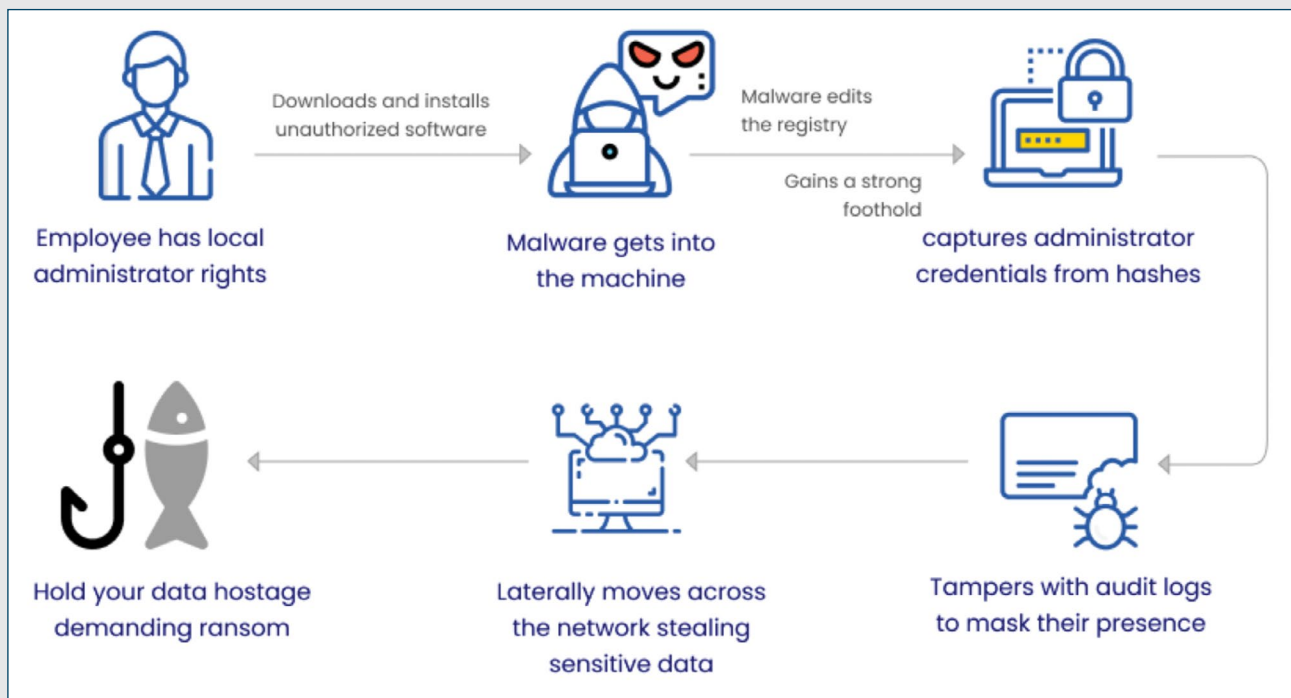 Downloads and installs
unauthorized software
Malware edits
the registry
Gains a strong
foothold
Employee has local
administrator rights
Malware gets into
the machine
captures administrator
credentials from hashes
Hold your data hostage
demanding ransom
Laterally moves across
the network stealing
sensitive data
Tampers with audit logs
to mask their presence